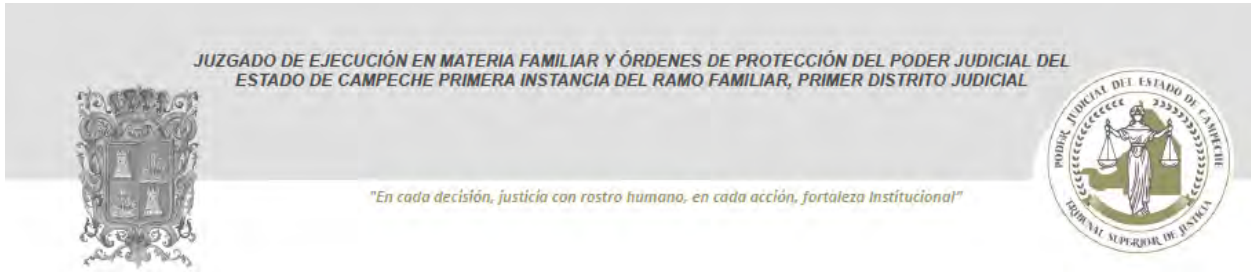 JUZGADO DE EJECUCIÓN EN MATERIA FAMILIAR Y ÓRDENES DE PROTECCIÓN DEL PODER JUDICIAL DEL
ESTADO DE CAMPECHE PRIMERA INSTANCIA DEL RAMO FAMILIAR, PRIMER DISTRITO JUDICIAL
"En cada decisión, justicia con rostro humano, en cada acción, fortaleza Institucional"
PODER JUDICIAL DEL ESTADO DE CAMPECHE
TRIBUNAL SUPERIOR DE JUSTICIA